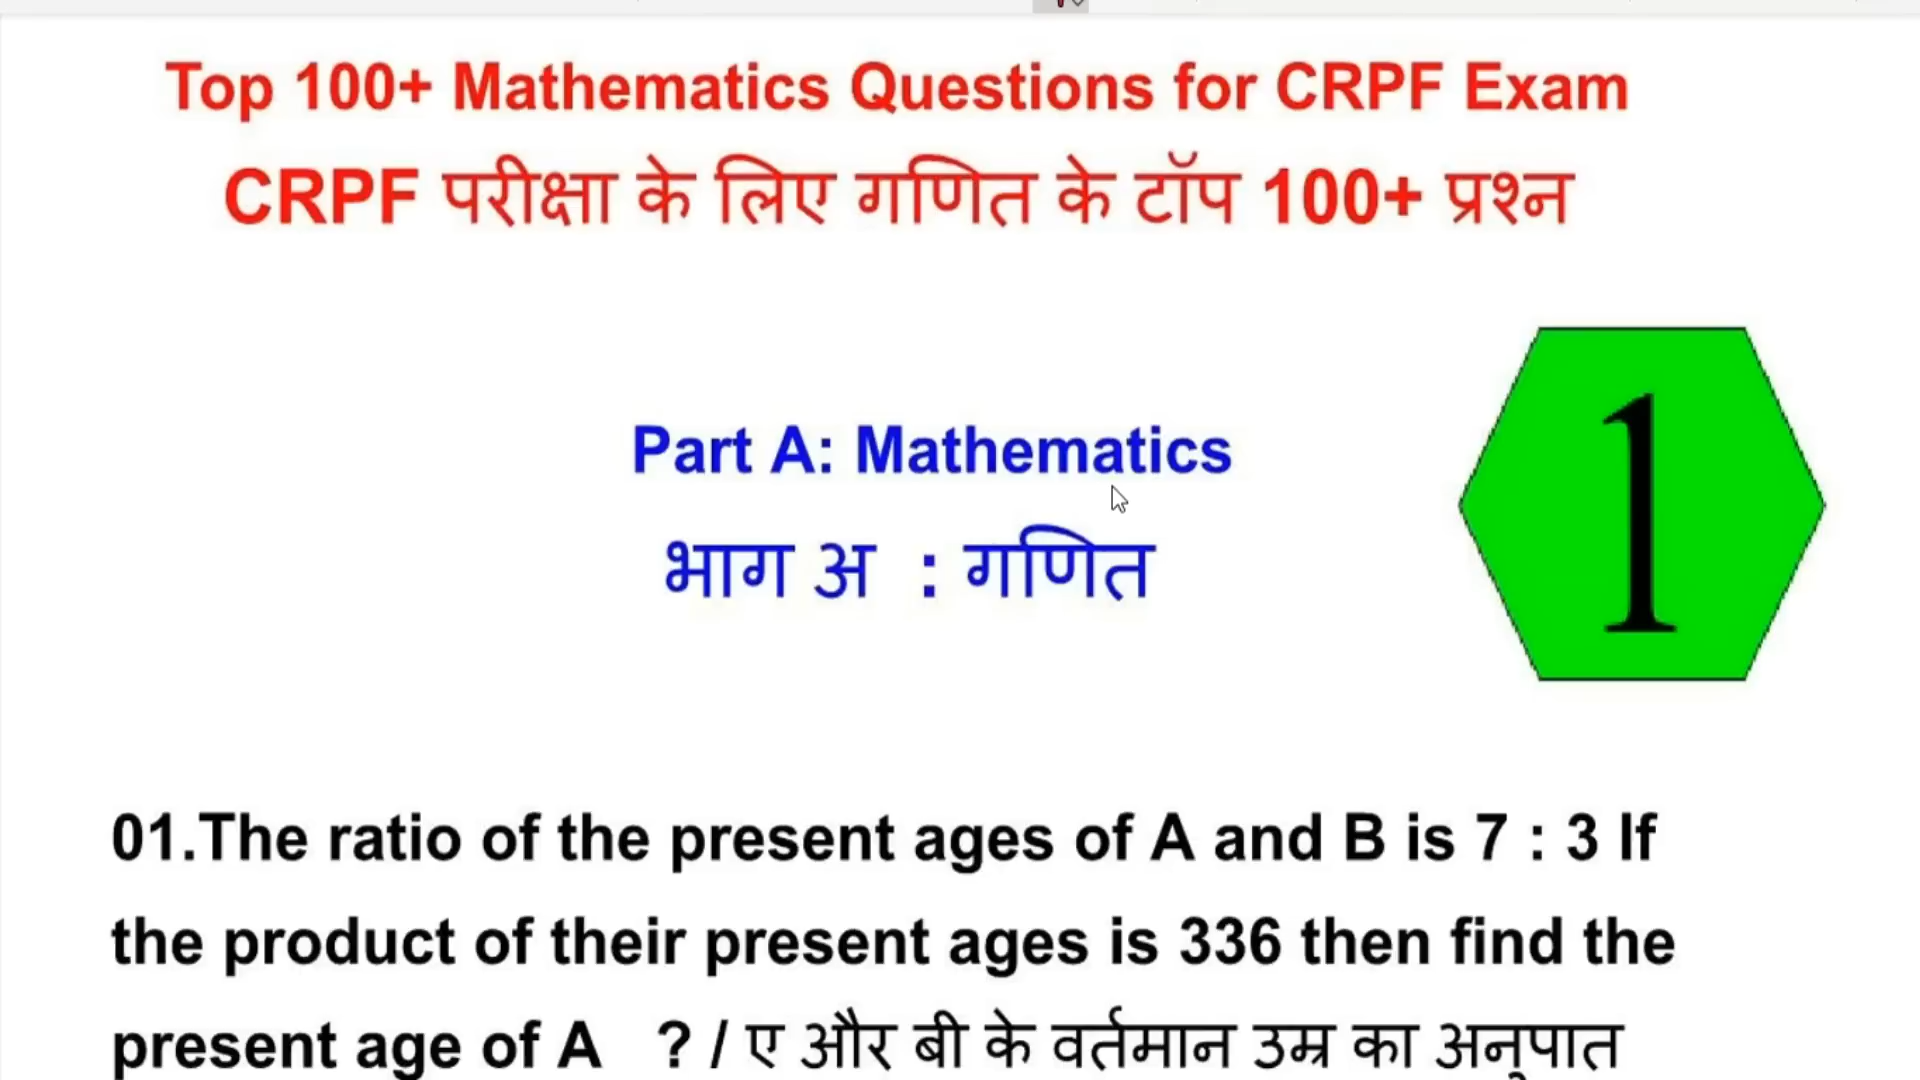 Top 100+ Mathematics Questions for CRPF Exam
CRPF परीक्षा के लिए गणित के टॉप 100+ प्रश्न
Part A: Mathematics
भाग अ : गणित
1
01.The ratio of the present ages of A and B is 7 : 3 If
the product of their present ages is 336 then find the
present age of A ? / ए और बी के वर्तमान उम्र का अनुपात